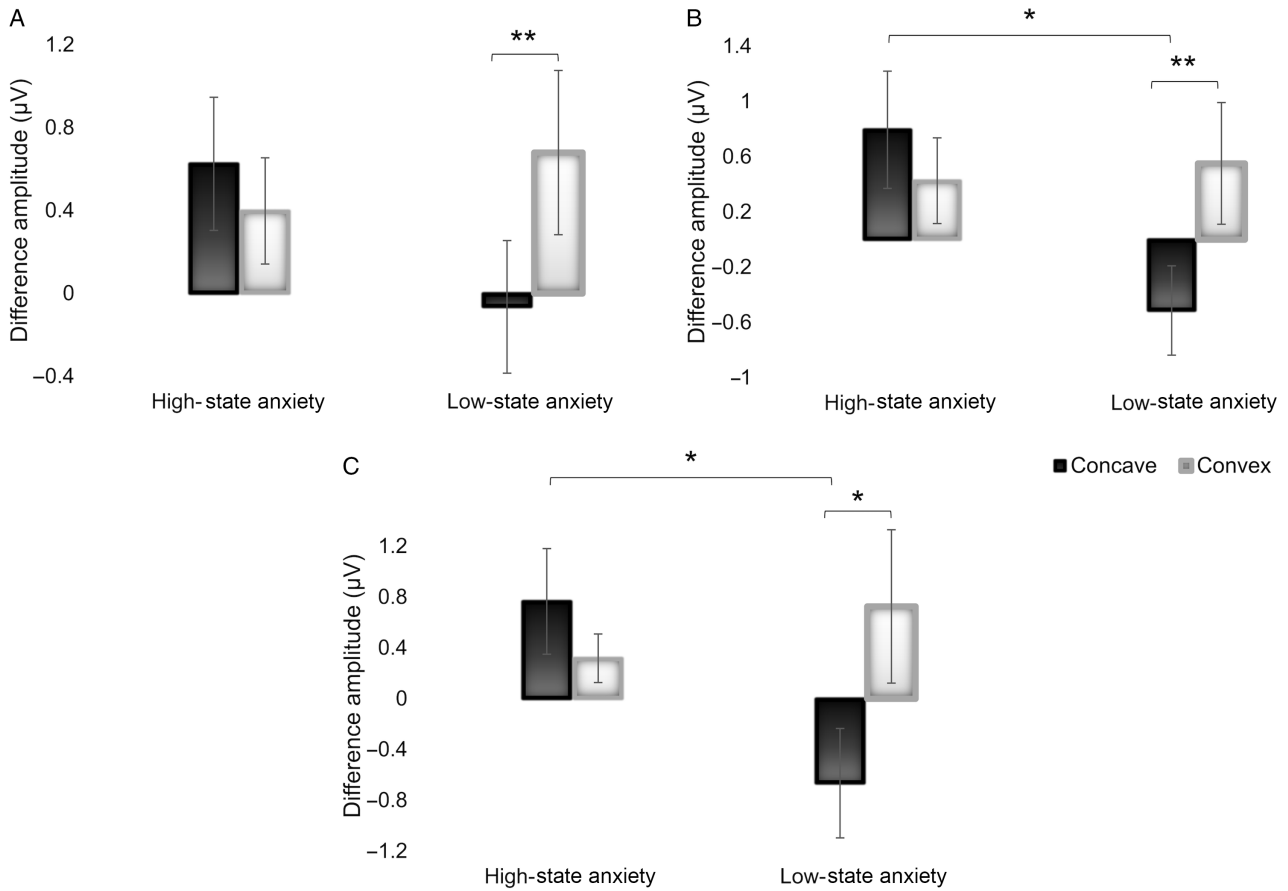 A
Difference amplitude (µV)
1.2
0.8
0.4
0
–0.4
**
High-state anxiety
Low-state anxiety
B
Difference amplitude (µV)
1.4
1
0.6
0.2
–0.2
–0.6
–1
*
**
High-state anxiety
Low-state anxiety
Concave
Convex
C
Difference amplitude (µV)
1.2
0.8
0.4
0
–0.4
–0.8
–1.2
*
*
High-state anxiety
Low-state anxiety